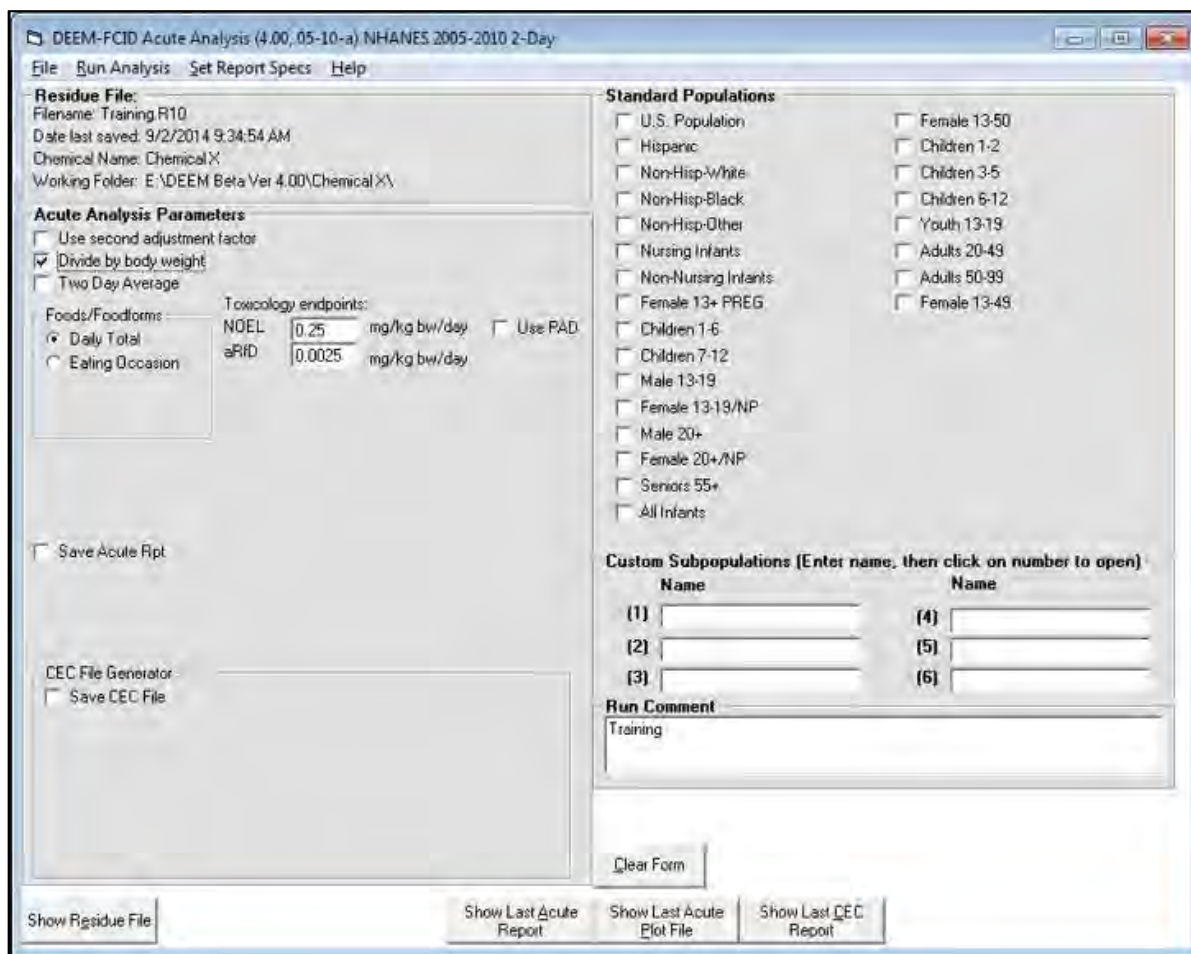 DEEM-FCID Acute Analysis (4.00, 05-10-a) NHANES 2005-2010 2-Day
File Run Analysis Set Report Specs Help
Residue File:
Filename: Training.R10
Date last saved: 9/2/2014 9:34:54 AM
Chemical Name: Chemical X
Working Folder: E:\DEEM Beta Ver 4.00\Chemical X\
Acute Analysis Parameters
Use second adjustment factor
Divide by body weight
Two Day Average
Foods/Foodforms
Daily Total
Eating Occasion
Toxicology endpoints:
NOEL 0.25 mg/kg bw/day Use PAD
aRfD 0.0025 mg/kg bw/day
Save Acute Rpt
CEC File Generator
Save CEC File
Standard Populations
U.S. Population
Hispanic
Non-Hisp-White
Non-Hisp-Black
Non-Hisp-Other
Nursing Infants
Non-Nursing Infants
Female 13+ PREG
Children 1-6
Children 7-12
Male 13-19
Female 13-19/NP
Male 20+
Female 20+/NP
Seniors 55+
All Infants
Female 13-50
Children 1-2
Children 3-5
Children 6-12
Youth 13-19
Adults 20-49
Adults 50-99
Female 13-49
Custom Subpopulations (Enter name, then click on number to open)
Name Name
(1) (4)
(2) (5)
(3) (6)
Run Comment
Training
Clear Form
Show Residue File
Show Last Acute
Report
Show Last Acute
Plot File
Show Last CEC
Report